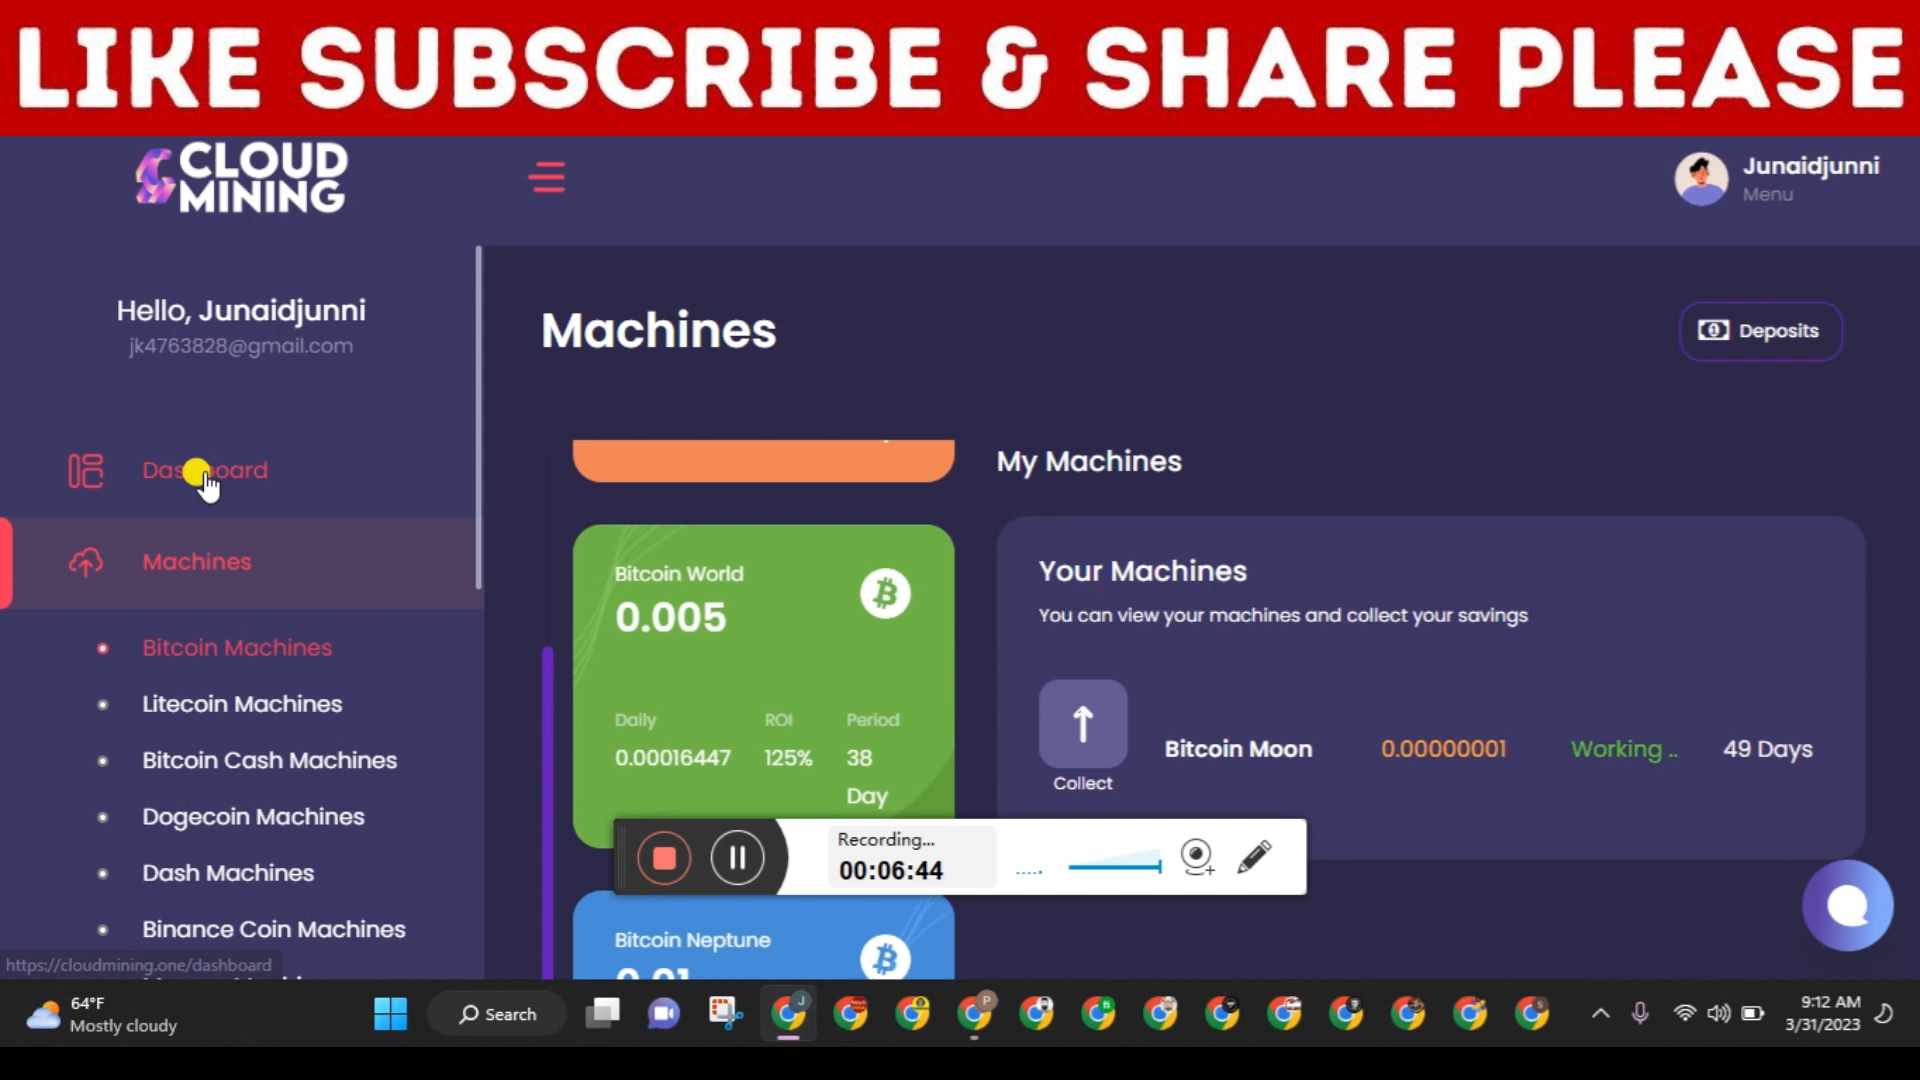 LIKE SUBSCRIBE & SHARE PLEASE
CLOUD
MINING
Junaidjunni
Menu
Hello, Junaidjunni
jk4763828@gmail.com
Machines
Deposits
Dashboard
Machines
Bitcoin Machines
Litecoin Machines
Bitcoin Cash Machines
Dogecoin Machines
Dash Machines
Binance Coin Machines
https://cloudmining.one/dashboard
Bitcoin World
0.005
Daily ROI Period
0.00016447 125% 38
Day
Bitcoin Neptune
0.01
My Machines
Your Machines
You can view your machines and collect your savings
Collect
Bitcoin Moon 0.00000001 Working .. 49 Days
Recording...
00:06:44
64°F
Mostly cloudy
Search
9:12 AM
3/31/2023